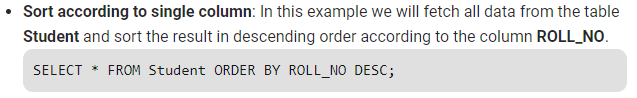 • Sort according to single column: In this example we will fetch all data from the table
Student and sort the result in descending order according to the column ROLL_NO.
SELECT * FROM Student ORDER BY ROLL_NO DESC;